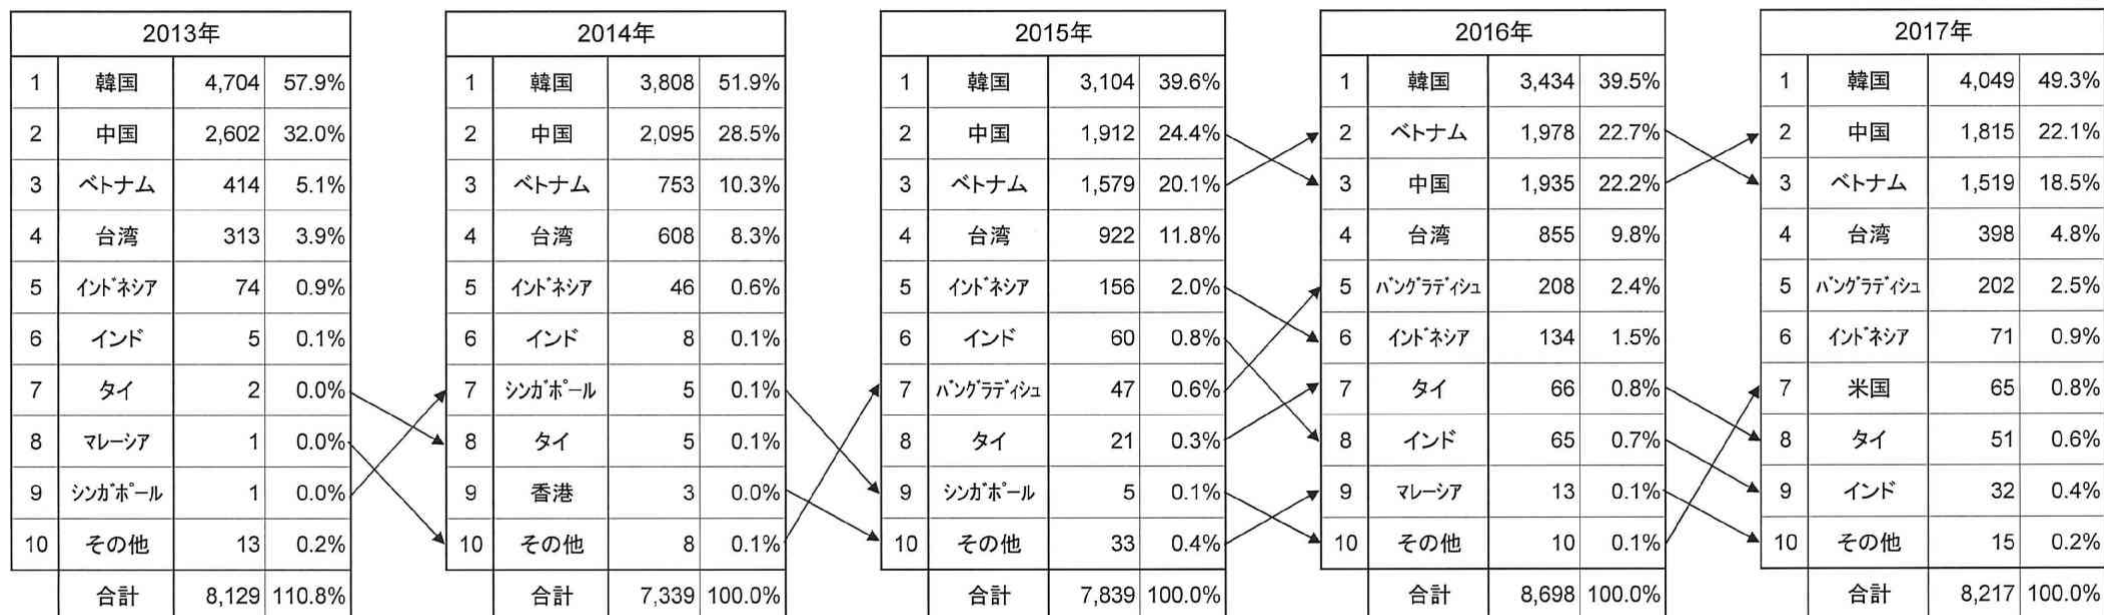 2013年
1 韓国 4,704 57.9%
2 中国 2,602 32.0%
3 ベトナム 414 5.1%
4 台湾 313 3.9%
5 インドネシア 74 0.9%
6 インド 5 0.1%
7 タイ 2 0.0%
8 マレーシア 1 0.0%
9 シンガポール 1 0.0%
10 その他 13 0.2%
合計 8,129 110.8%
2014年
1 韓国 3,808 51.9%
2 中国 2,095 28.5%
3 ベトナム 753 10.3%
4 台湾 608 8.3%
5 インドネシア 46 0.6%
6 インド 8 0.1%
7 シンガポール 5 0.1%
8 タイ 5 0.1%
9 香港 3 0.0%
10 その他 8 0.1%
合計 7,339 100.0%
2015年
1 韓国 3,104 39.6%
2 中国 1,912 24.4%
3 ベトナム 1,579 20.1%
4 台湾 922 11.8%
5 インドネシア 156 2.0%
6 インド 60 0.8%
7 バングラディシュ 47 0.6%
8 タイ 21 0.3%
9 シンガポール 5 0.1%
10 その他 33 0.4%
合計 7,839 100.0%
2016年
1 韓国 3,434 39.5%
2 ベトナム 1,978 22.7%
3 中国 1,935 22.2%
4 台湾 855 9.8%
5 バングラディシュ 208 2.4%
6 インドネシア 134 1.5%
7 タイ 66 0.8%
8 インド 65 0.7%
9 マレーシア 13 0.1%
10 その他 10 0.1%
合計 8,698 100.0%
2017年
1 韓国 4,049 49.3%
2 中国 1,815 22.1%
3 ベトナム 1,519 18.5%
4 台湾 398 4.8%
5 バングラディシュ 202 2.5%
6 インドネシア 71 0.9%
7 米国 65 0.8%
8 タイ 51 0.6%
9 インド 32 0.4%
10 その他 15 0.2%
合計 8,217 100.0%